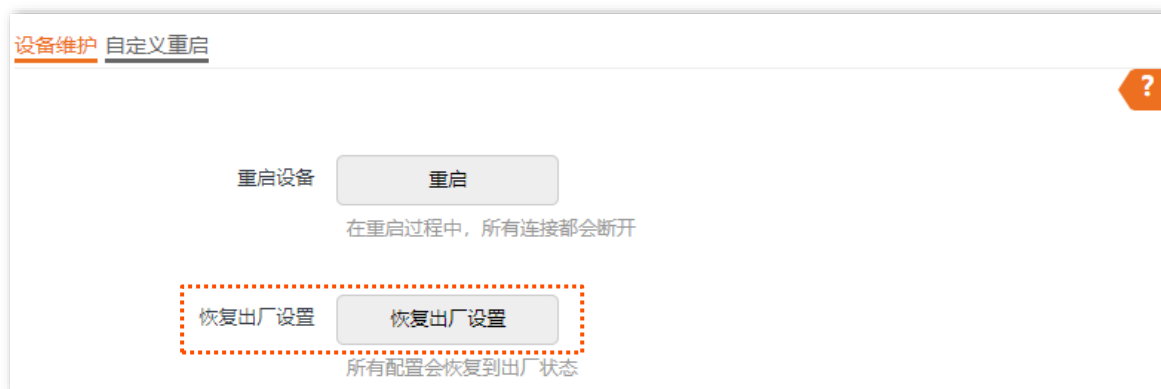 设备维护 自定义重启
?
重启设备 重启
在重启过程中，所有连接都会断开
恢复出厂设置 恢复出厂设置
所有配置会恢复到出厂状态